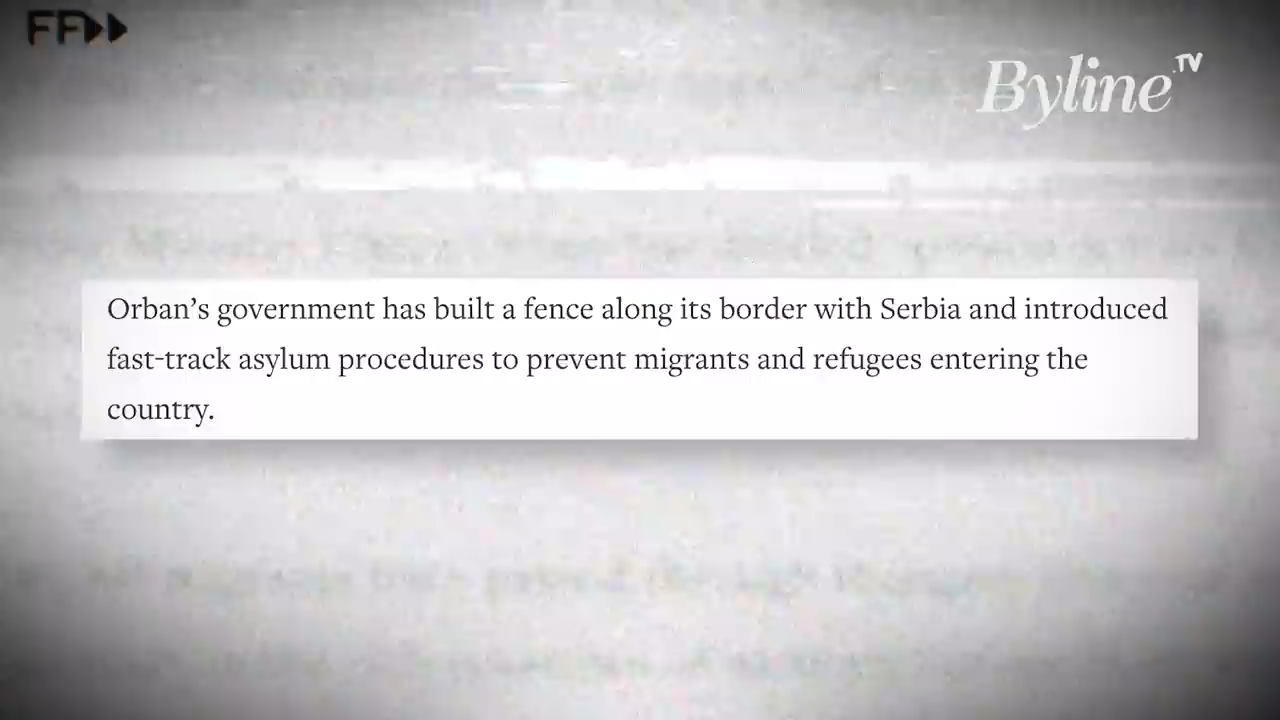 FF
Byline.TV
Orban’s government has built a fence along its border with Serbia and introduced
fast-track asylum procedures to prevent migrants and refugees entering the
country.